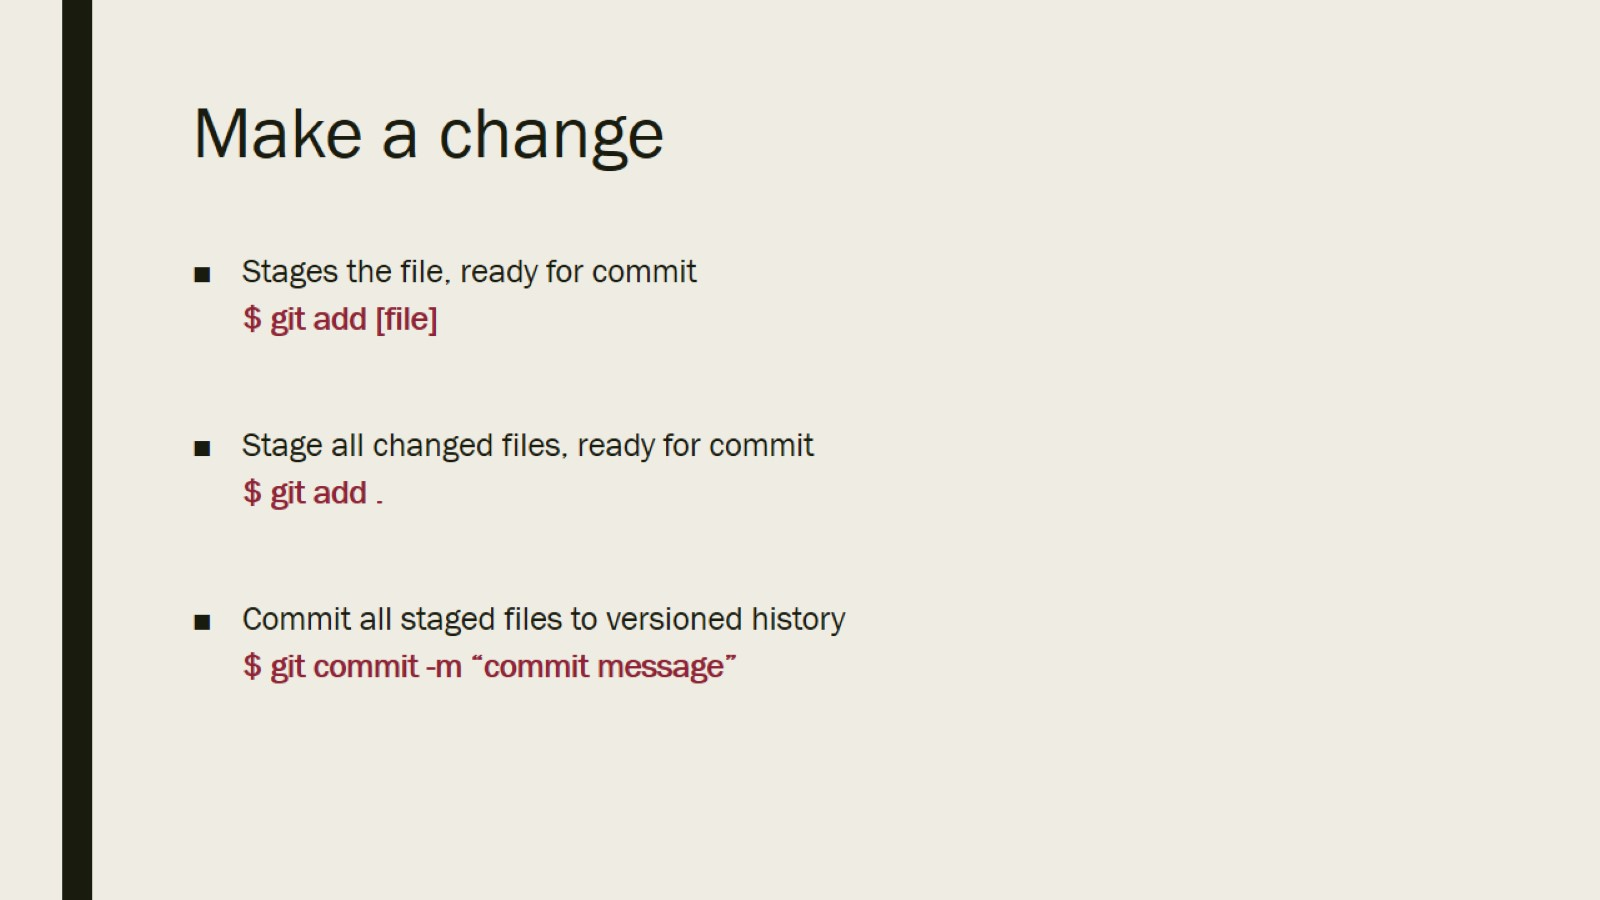 Make a change
■ Stages the file, ready for commit
$ git add [file]
■ Stage all changed files, ready for commit
$ git add .
■ Commit all staged files to versioned history
$ git commit -m “commit message”